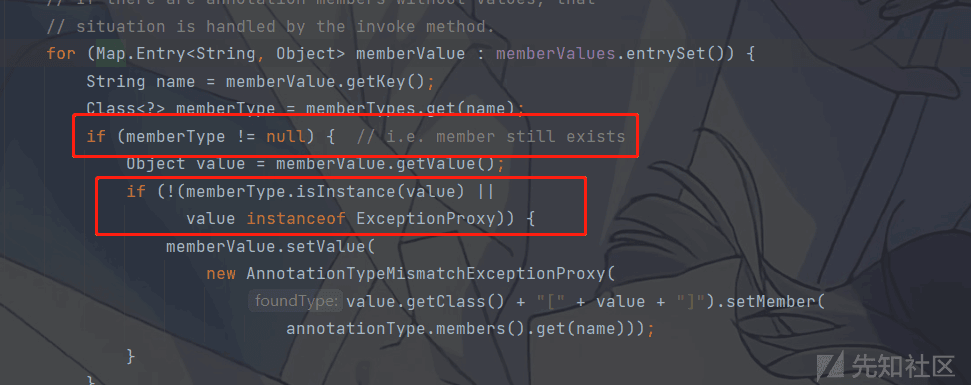 // If there are annotation members without values, that
// situation is handled by the invoke method.
for (Map.Entry<String, Object> memberValue : memberValues.entrySet()) {
String name = memberValue.getKey();
Class<?> memberType = memberTypes.get(name);
if (memberType != null) {  // i.e. member still exists
Object value = memberValue.getValue();
if (!(memberType.isInstance(value) ||
value instanceof ExceptionProxy)) {
memberValue.setValue(
new AnnotationTypeMismatchExceptionProxy(
foundType: value.getClass() + "[" + value + "]").setMember(
annotationType.members().get(name)));
}
}
先知社区